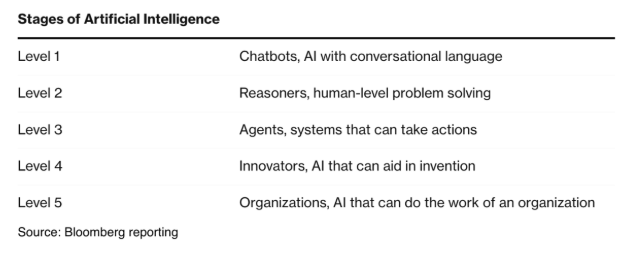 Stages of Artificial Intelligence
Level 1 Chatbots, AI with conversational language
Level 2 Reasoners, human-level problem solving
Level 3 Agents, systems that can take actions
Level 4 Innovators, AI that can aid in invention
Level 5 Organizations, AI that can do the work of an organization
Source: Bloomberg reporting